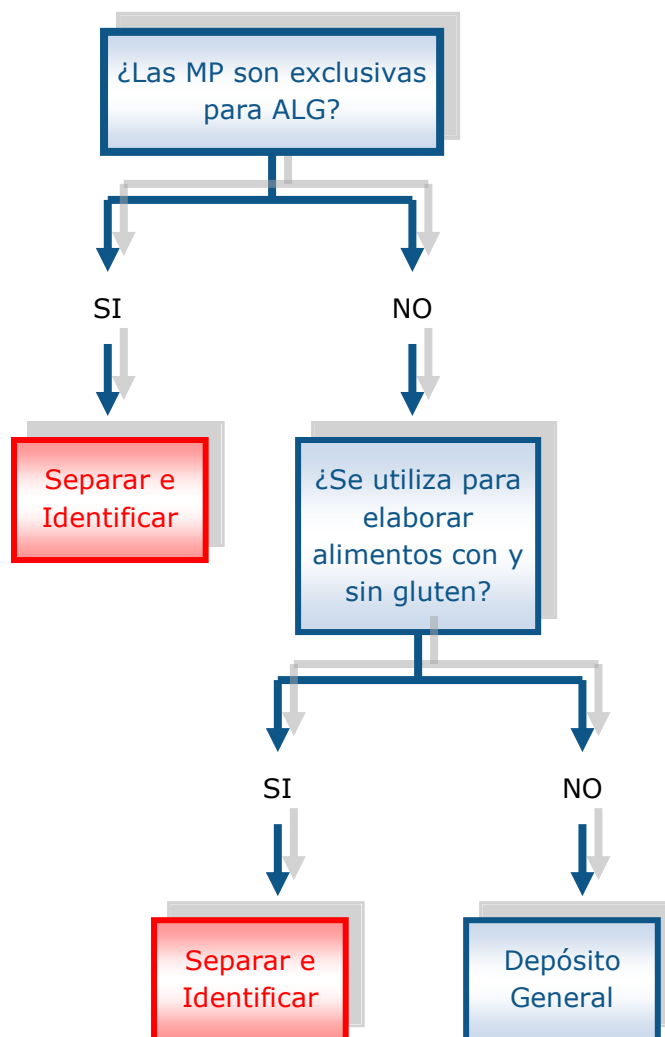 ¿Las MP son exclusivas
para ALG?
SI
NO
Separar e
Identificar
¿Se utiliza para
elaborar
alimentos con y
sin gluten?
SI
NO
Separar e
Identificar
Depósito
General